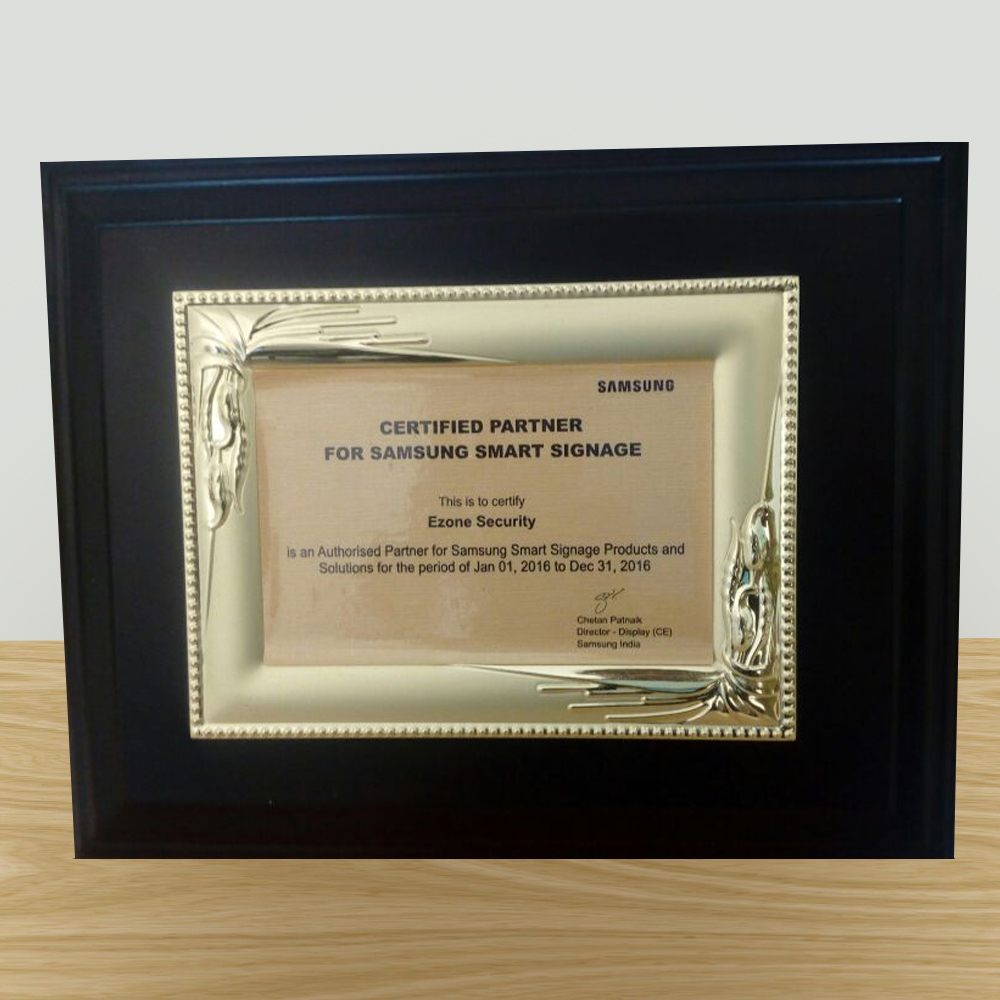 SAMSUNG
CERTIFIED PARTNER
FOR SAMSUNG SMART SIGNAGE
This is to certify
Ezone Security
is an Authorised Partner for Samsung Smart Signage Products and
Solutions for the period of Jan 01, 2016 to Dec 31, 2016
Chetan Patnaik
Director - Display (CE)
Samsung India